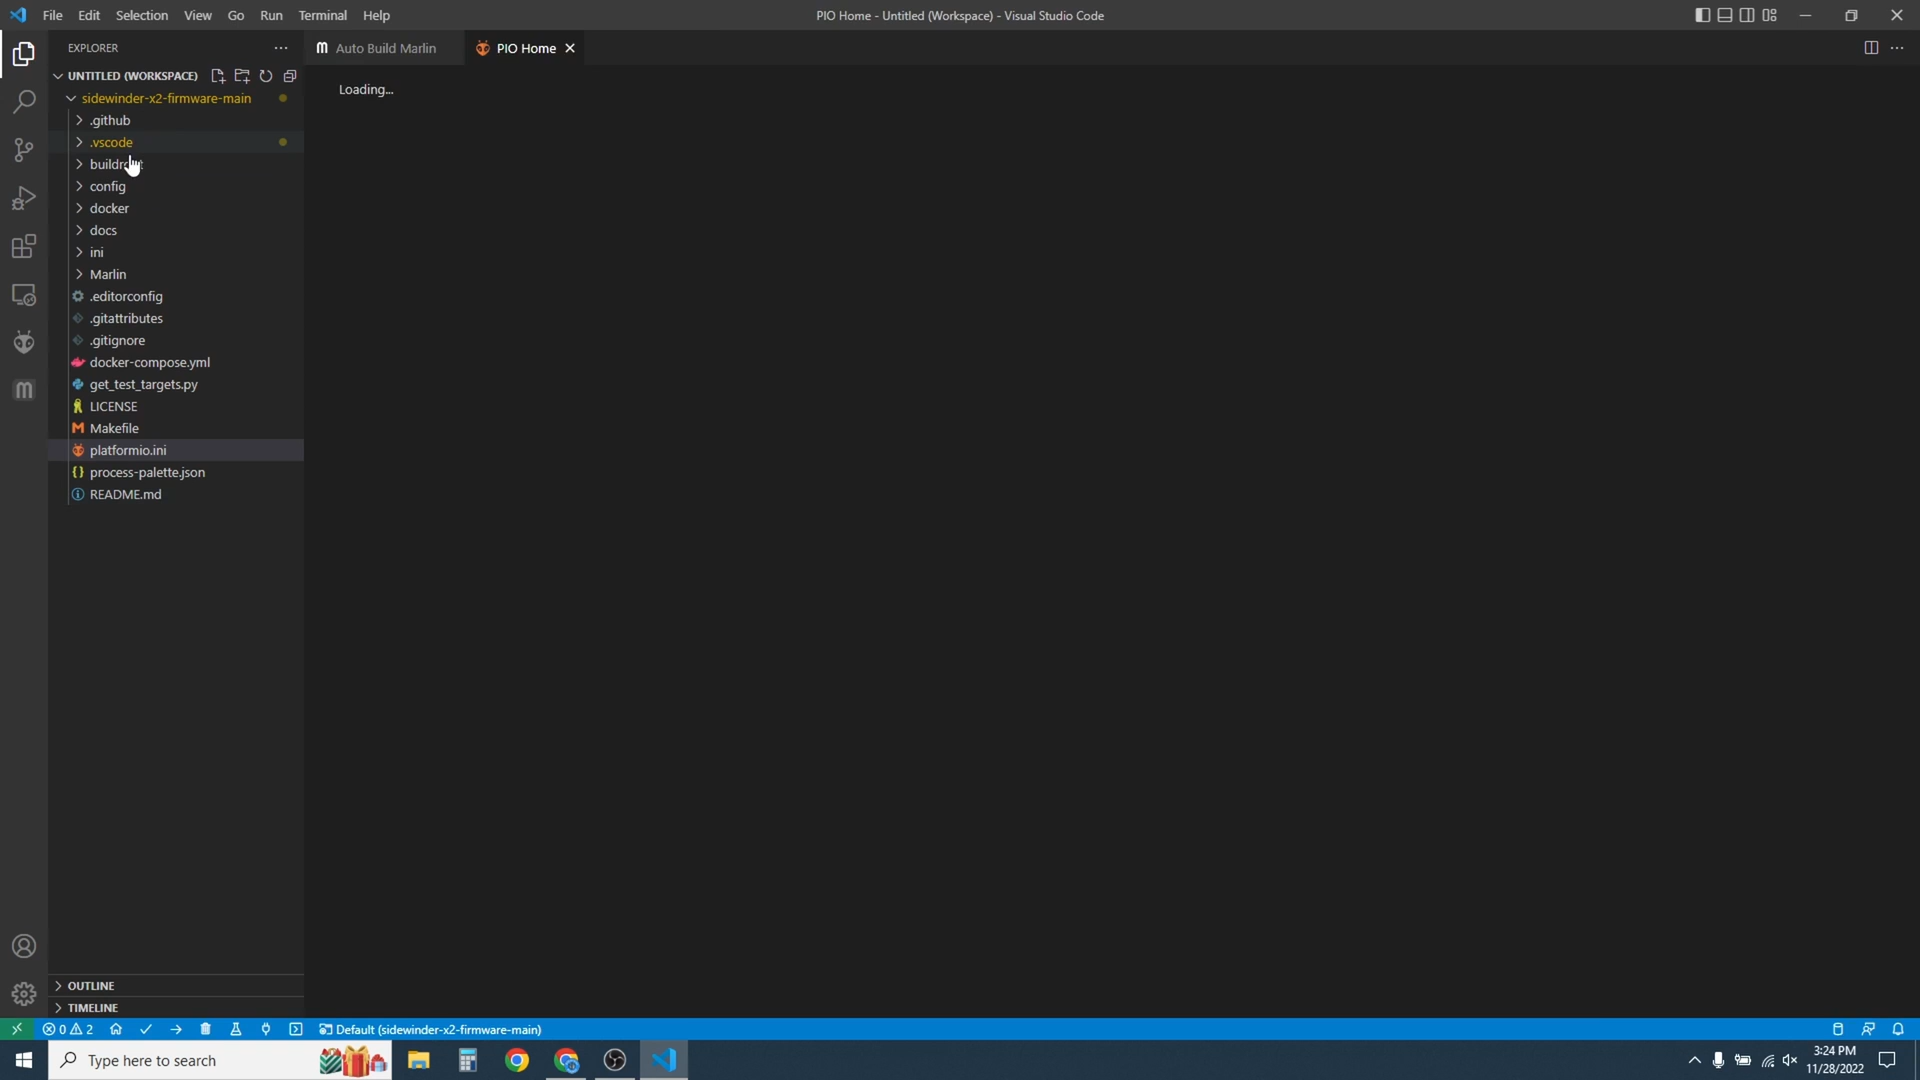 File Edit Selection View Go Run Terminal Help
PIO Home - Untitled (Workspace) - Visual Studio Code
EXPLORER
Auto Build Marlin
PIO Home
UNTITLED (WORKSPACE)
Loading...
sidewinder-x2-firmware-main
.github
.vscode
config
docker
docs
ini
Marlin
.editorconfig
.gitattributes
.gitignore
docker-compose.yml
get_test_targets.py
LICENSE
Makefile
platformio.ini
process-palette.json
README.md
OUTLINE
TIMELINE
0 2 Default (sidewinder-x2-firmware-main)
Type here to search
3:24 PM
11/28/2022